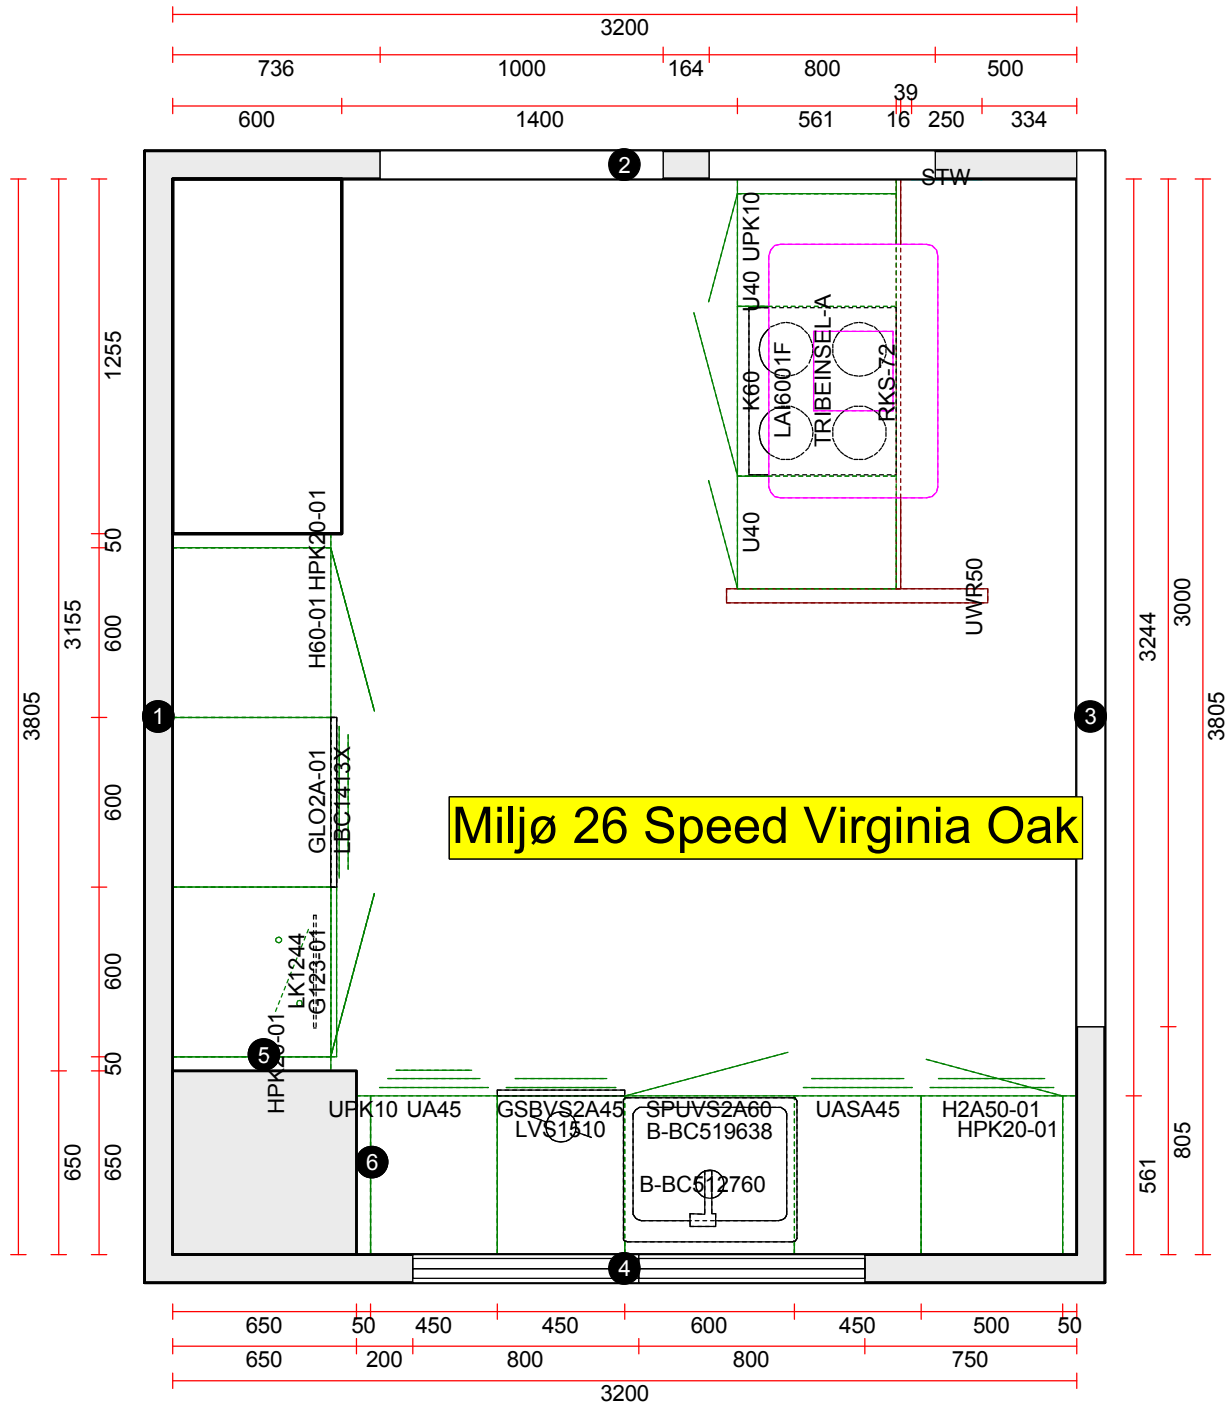 3200
736 1000 164 800 500
39
600 1400 561 16 250 334
2
STW
UPK10
U40
K60
LAI6001F
TRIBEINSEL-A
RKS-72
U40
UWR50
1255
50
600
600
600
50
650
3155
650
3805
HPK20-01
H60-01
GLO2A-01
LBC1413X
LK1244
G123-01
HPK20-01
1
3
5
6
4
3244
561
3000
805
3805
Miljø 26 Speed Virginia Oak
UPK10 UA45 GSBVS2A45 SPUVS2A60 UASA45 H2A50-01
LVS1510 B-BC519638 HPK20-01
B-BC512760
650 50 450 450 600 450 500 50
650 200 800 800 750
3200